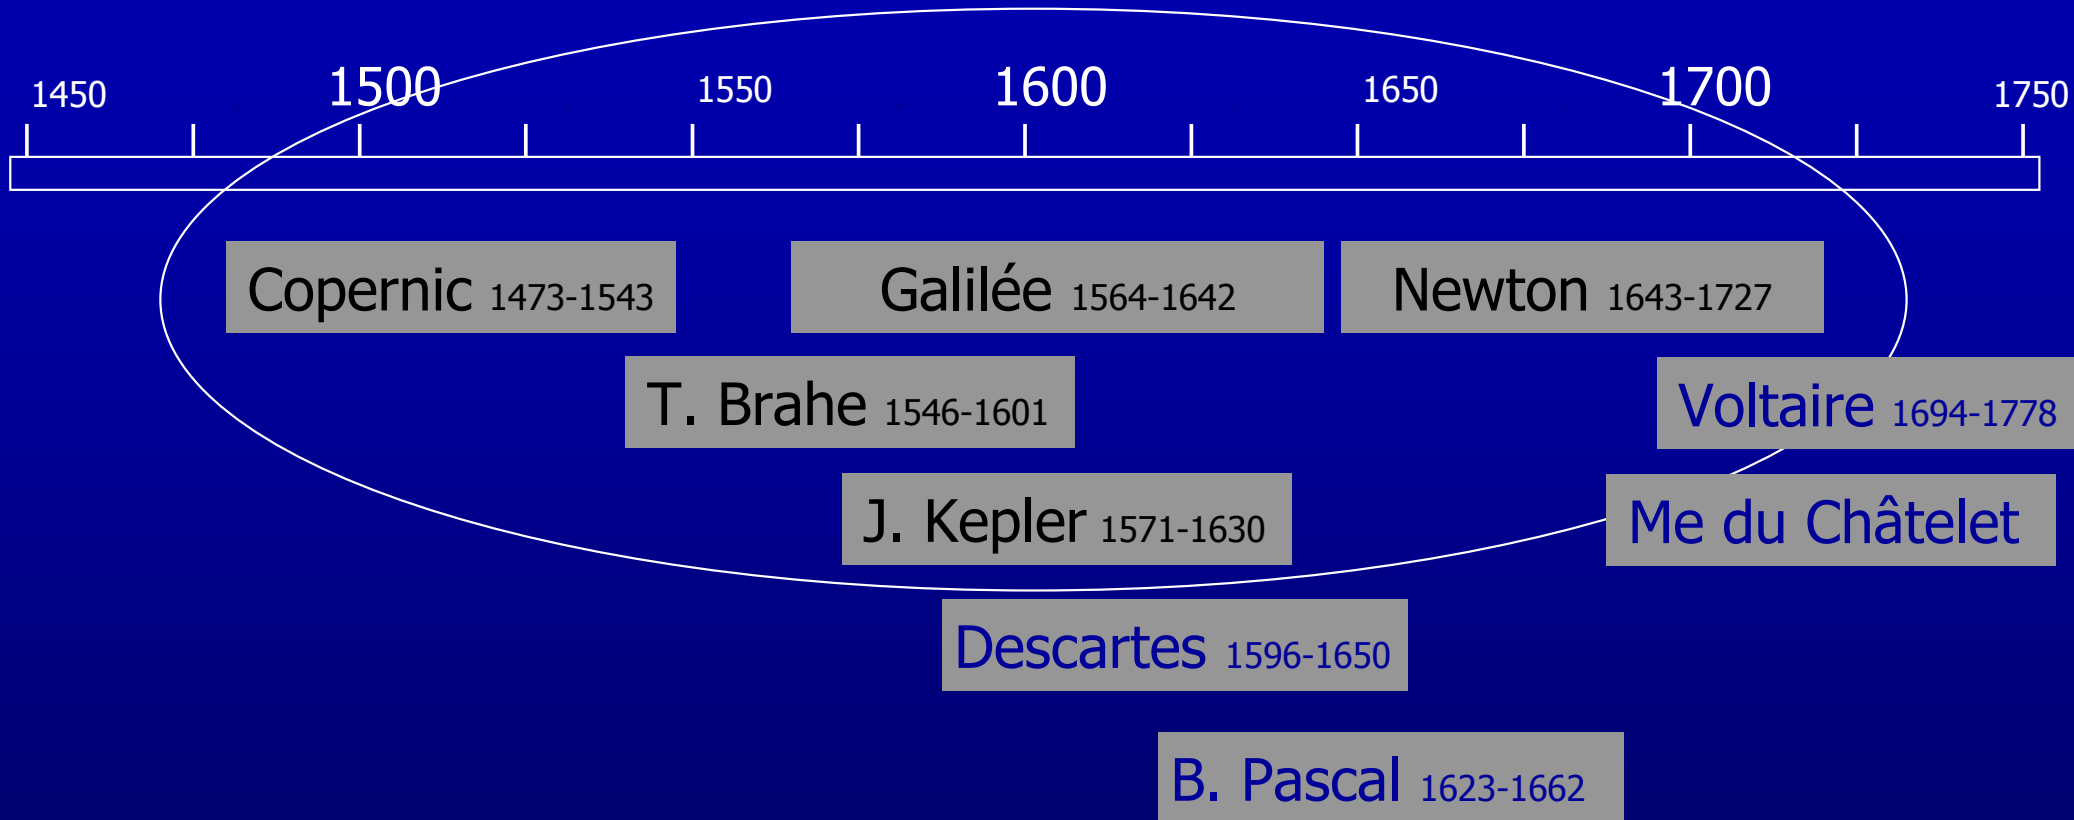 1450 1500 1550 1600 1650 1700 1750
Copernic 1473-1543 Galilée 1564-1642 Newton 1643-1727
T. Brahe 1546-1601 Voltaire 1694-1778
J. Kepler 1571-1630 Me du Châtelet
Descartes 1596-1650
B. Pascal 1623-1662